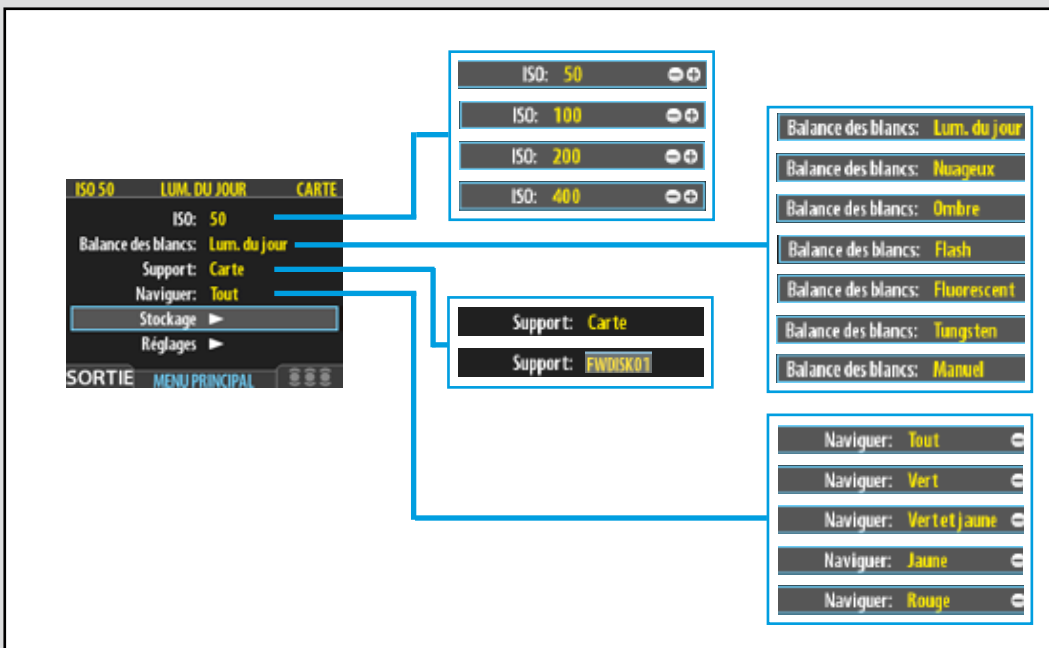 ISO 50 LUM. DU JOUR CARTE
ISO: 50
Balance des blancs: Lum. du jour
Support: Carte
Naviguer: Tout
Stockage
Réglages
SORTIE MENU PRINCIPAL
ISO: 50
ISO: 100
ISO: 200
ISO: 400
Support: Carte
Support: FWDISK01
Balance des blancs: Lum. du jour
Balance des blancs: Nuageux
Balance des blancs: Ombre
Balance des blancs: Flash
Balance des blancs: Fluorescent
Balance des blancs: Tungsten
Balance des blancs: Manuel
Naviguer: Tout
Naviguer: Vert
Naviguer: Vert et jaune
Naviguer: Jaune
Naviguer: Rouge